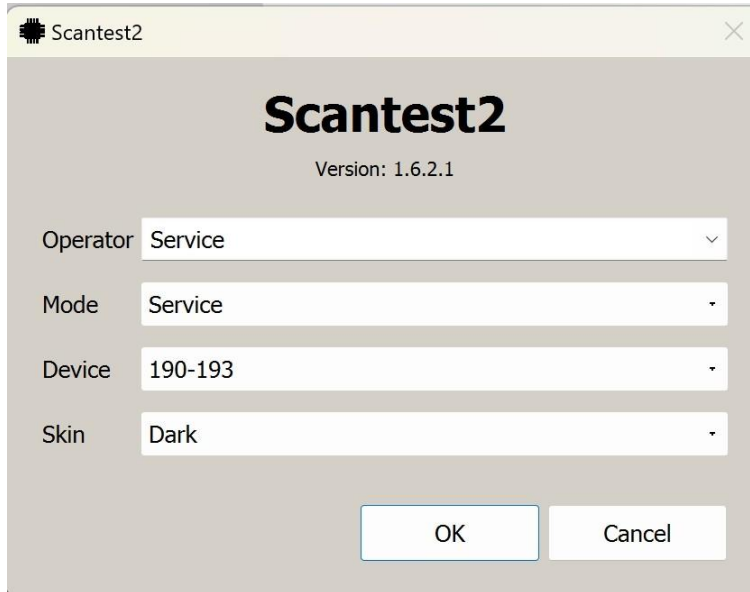 Scantest2
Scantest2
Version: 1.6.2.1
Operator Service
Mode Service
Device 190-193
Skin Dark
OK Cancel